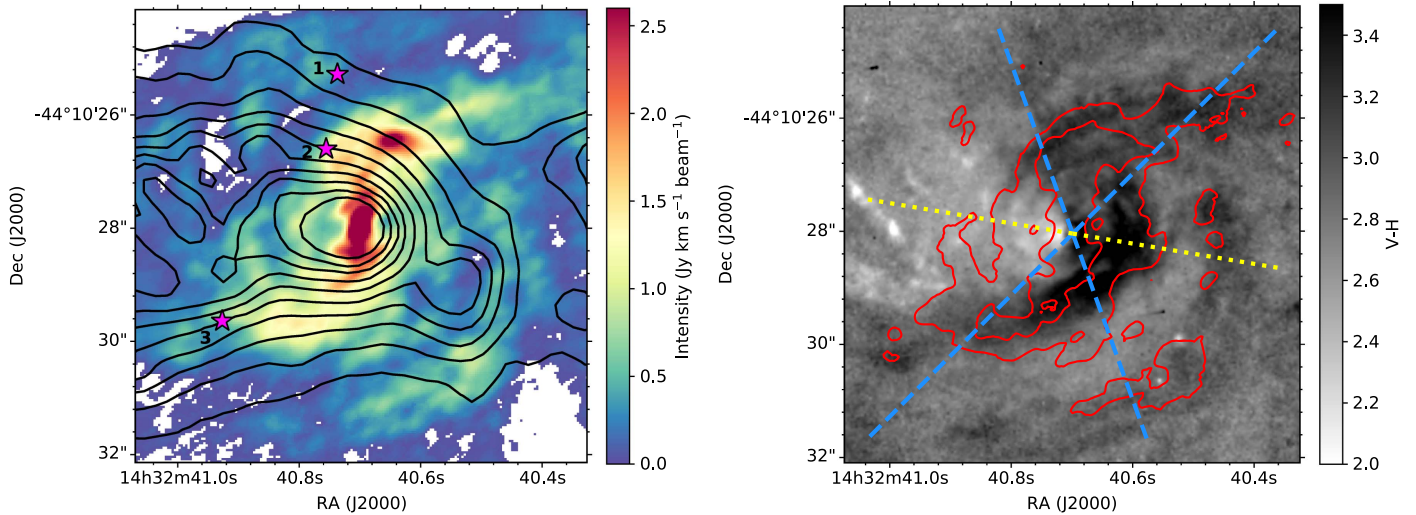 -44°10'26"
28"
30"
32"
Dec (J2000)
14h32m41.0s
40.8s
40.6s
40.4s
RA (J2000)
1
2
3
2.5
2.0
1.5
1.0
0.5
0.0
Intensity (Jy km s⁻¹ beam⁻¹)
-44°10'26"
28"
30"
32"
Dec (J2000)
14h32m41.0s
40.8s
40.6s
40.4s
RA (J2000)
3.4
3.2
3.0
2.8
2.6
2.4
2.2
2.0
V-H